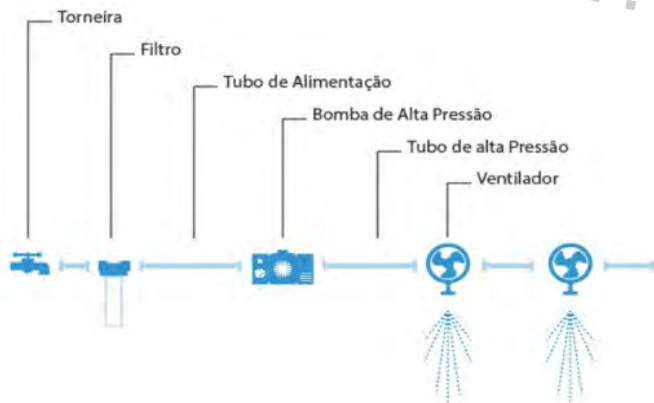 Torneira
Filtro
Tubo de Alimentação
Bomba de Alta Pressão
Tubo de alta Pressão
Ventilador